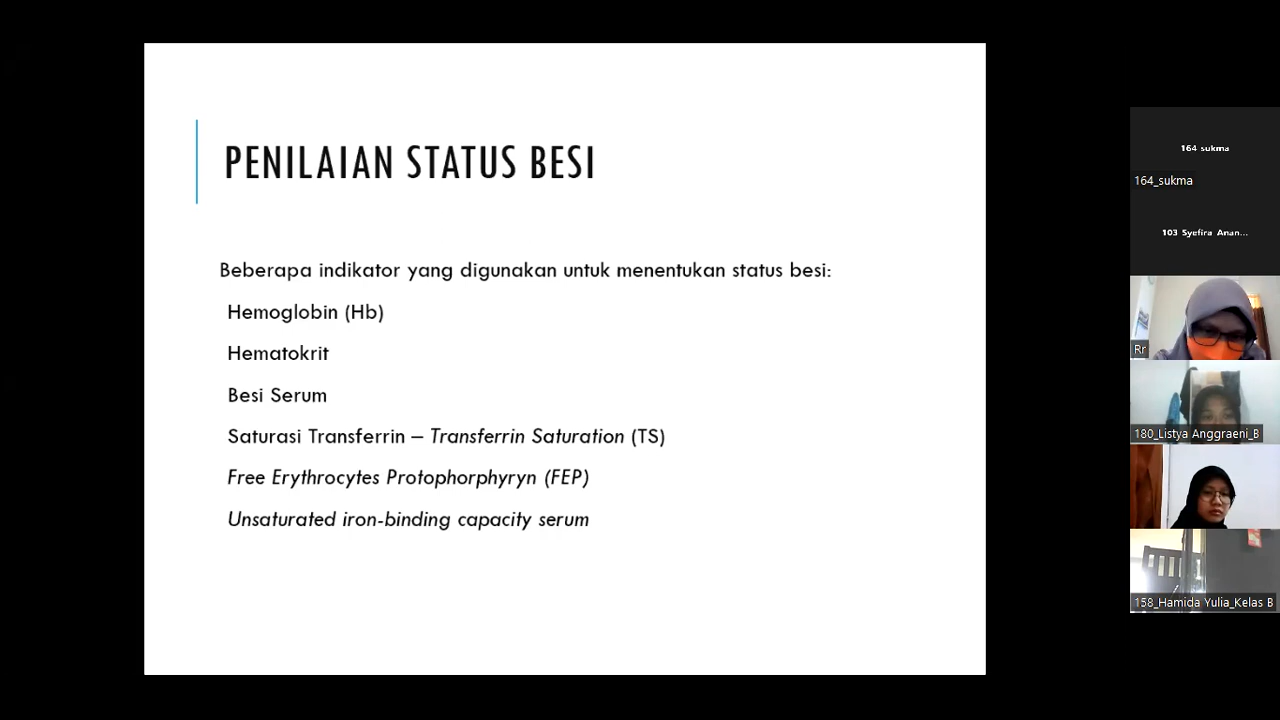 PENILAIAN STATUS BESI
Beberapa indikator yang digunakan untuk menentukan status besi:
Hemoglobin (Hb)
Hematokrit
Besi Serum
Saturasi Transferrin – Transferrin Saturation (TS)
Free Erythrocytes Protophorphyryn (FEP)
Unsaturated iron-binding capacity serum
164 sukma
164_sukma
103 Syefira Anan...
Rr
180_Listya Anggraeni_B
158_Hamida Yulia_Kelas B